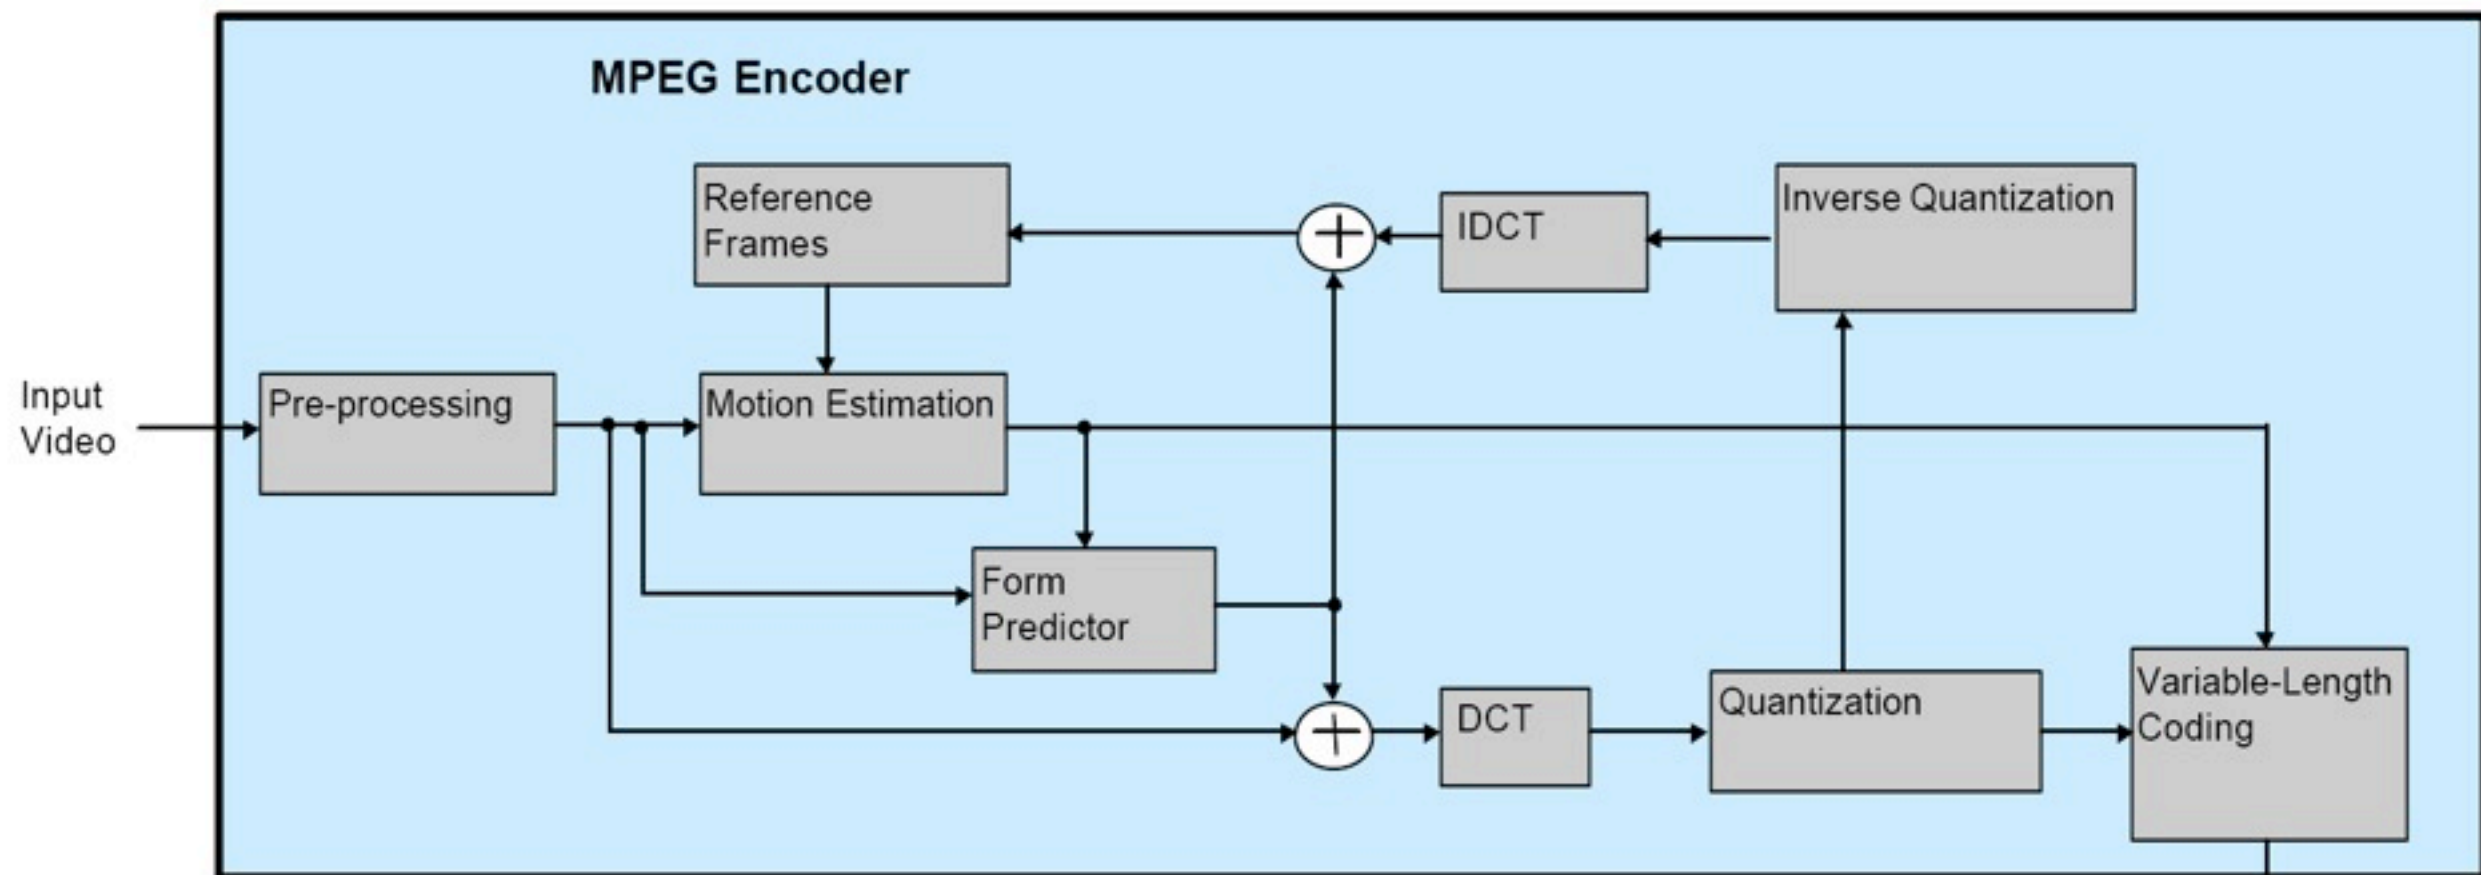 MPEG Encoder
Reference
Frames
IDCT
Inverse Quantization
Input
Video
Pre-processing
Motion Estimation
Form
Predictor
DCT
Quantization
Variable-Length
Coding